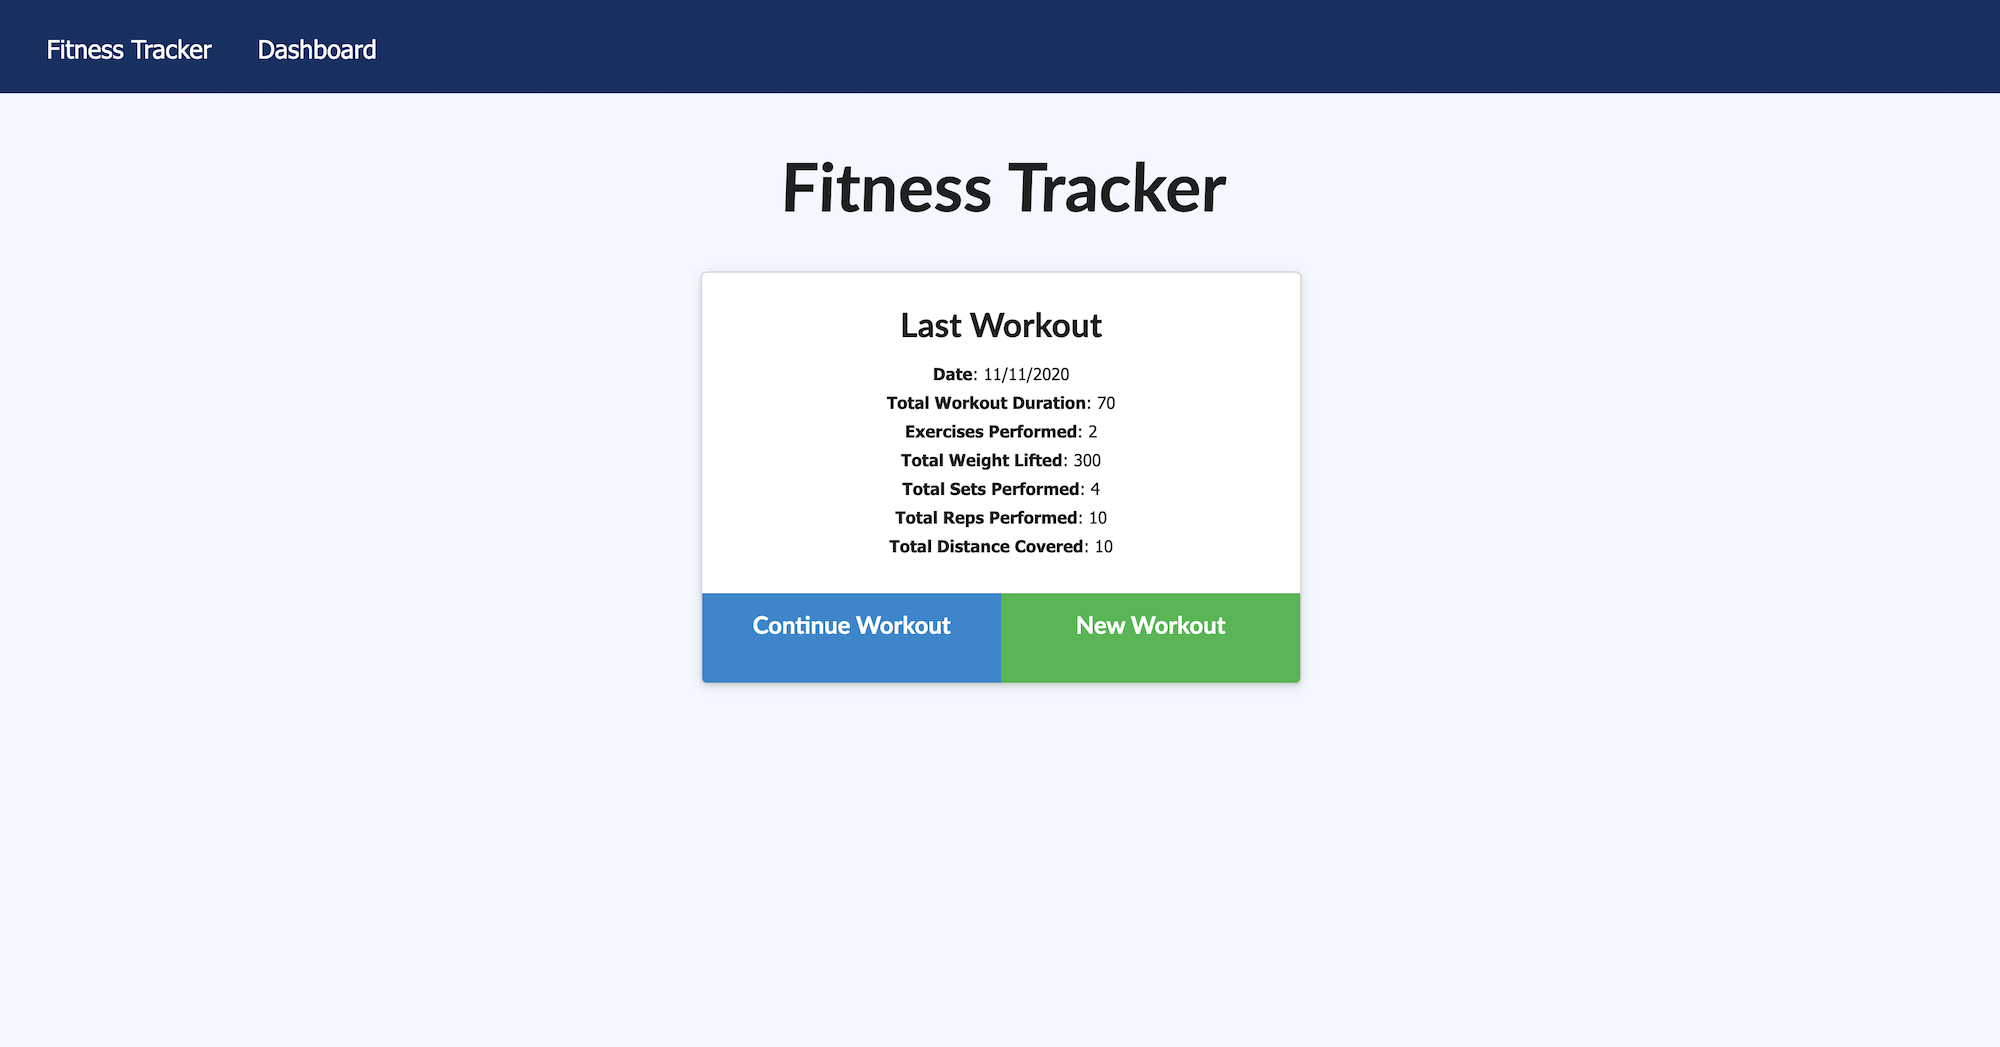 Fitness Tracker Dashboard
Fitness Tracker
Last Workout
Date: 11/11/2020
Total Workout Duration: 70
Exercises Performed: 2
Total Weight Lifted: 300
Total Sets Performed: 4
Total Reps Performed: 10
Total Distance Covered: 10
Continue Workout New Workout